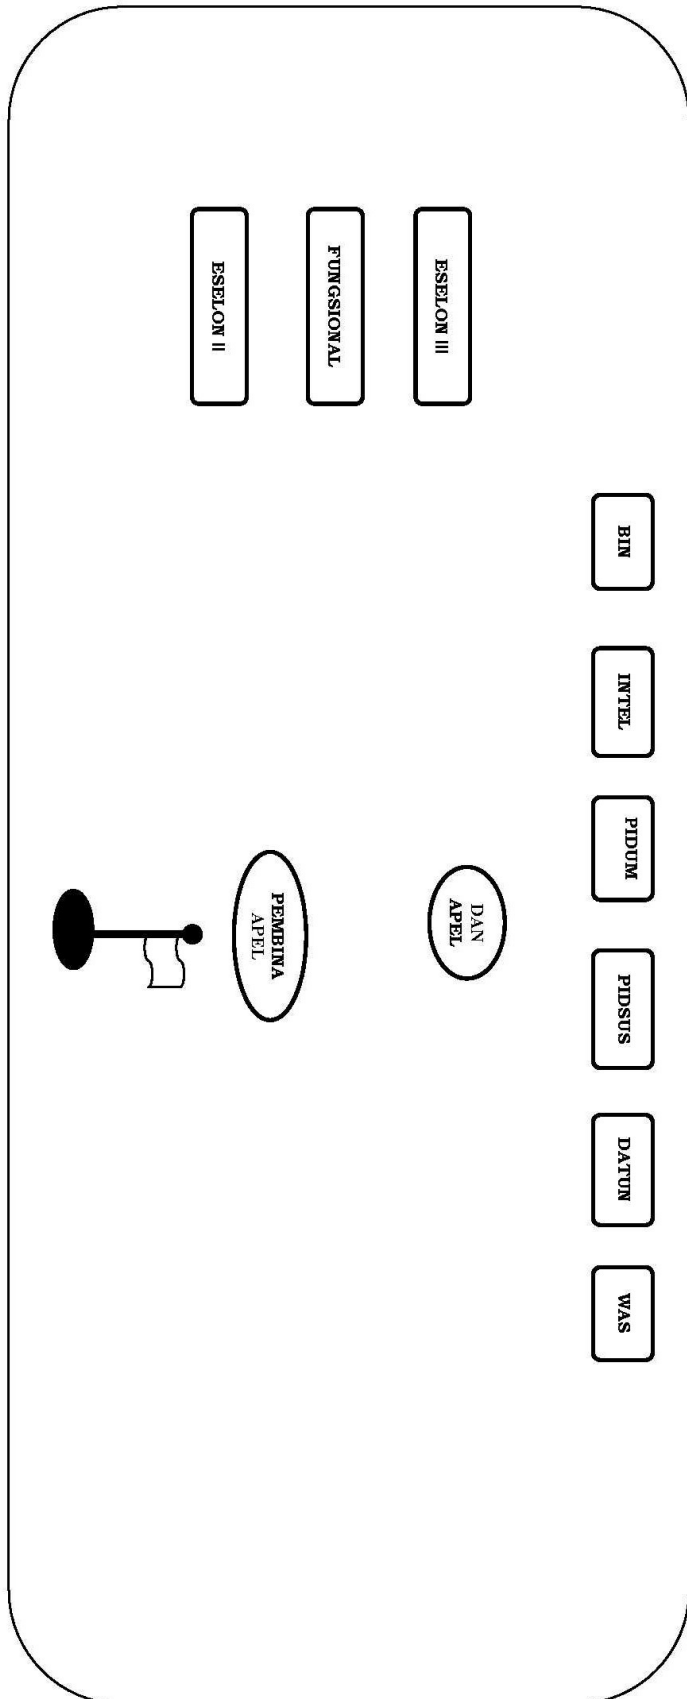 BIN
INTEL
PIDUM
PIDSUS
DATUN
WAS
ESELON III
DAN
APEL
FUNGSIONAL
PEMBINA
APEL
ESELON II